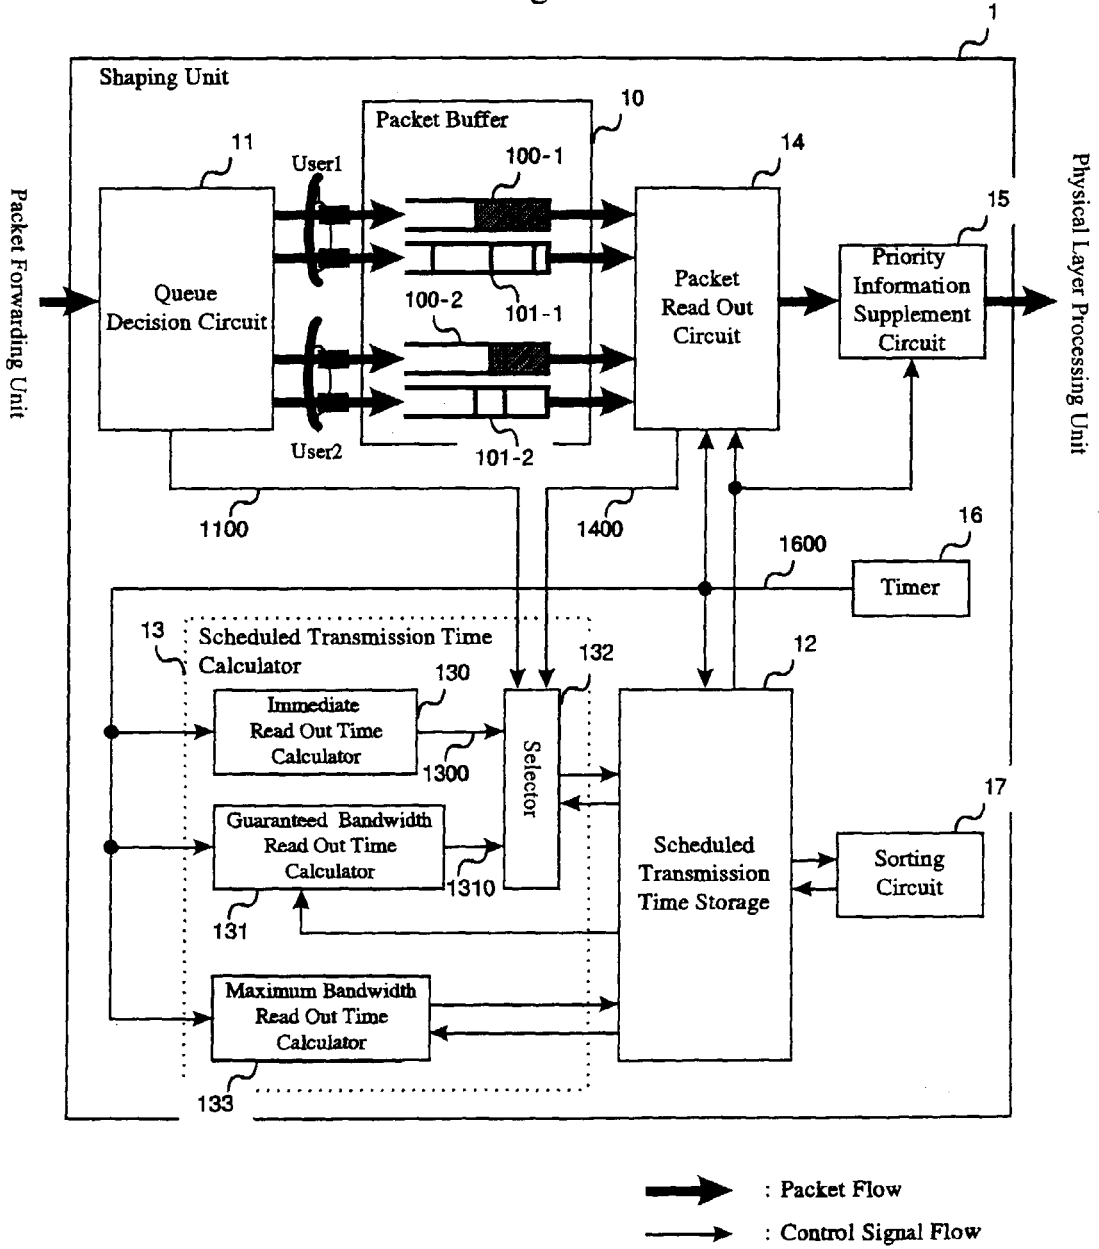 1
Shaping Unit
10
Packet Buffer
11
User1
100-1
14
15
Packet Forwarding Unit
Physical Layer Processing Unit
Queue
Decision Circuit
100-2
101-1
Packet
Read Out
Circuit
Priority
Information
Supplement
Circuit
User2
101-2
1100
1400
16
1600
Timer
13
Scheduled Transmission Time
Calculator
132
12
130
Immediate
Read Out Time
Calculator
1300
Selector
17
Guaranteed Bandwidth
Read Out Time
Calculator
1310
131
Scheduled
Transmission
Time Storage
Sorting
Circuit
Maximum Bandwidth
Read Out Time
Calculator
133
: Packet Flow
: Control Signal Flow